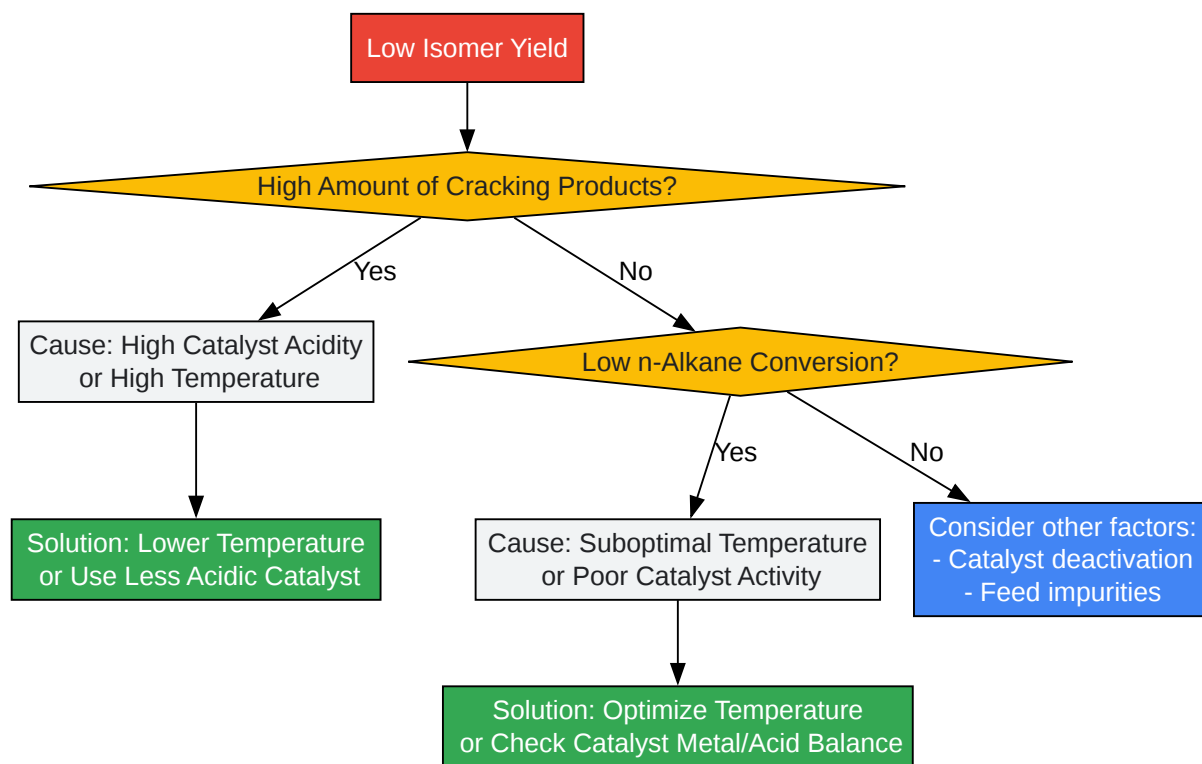 Low Isomer Yield
High Amount of Cracking Products?
Yes
No
Cause: High Catalyst Acidity
or High Temperature
Low n-Alkane Conversion?
Yes
No
Solution: Lower Temperature
or Use Less Acidic Catalyst
Cause: Suboptimal Temperature
or Poor Catalyst Activity
Consider other factors:
- Catalyst deactivation
- Feed impurities
Solution: Optimize Temperature
or Check Catalyst Metal/Acid Balance